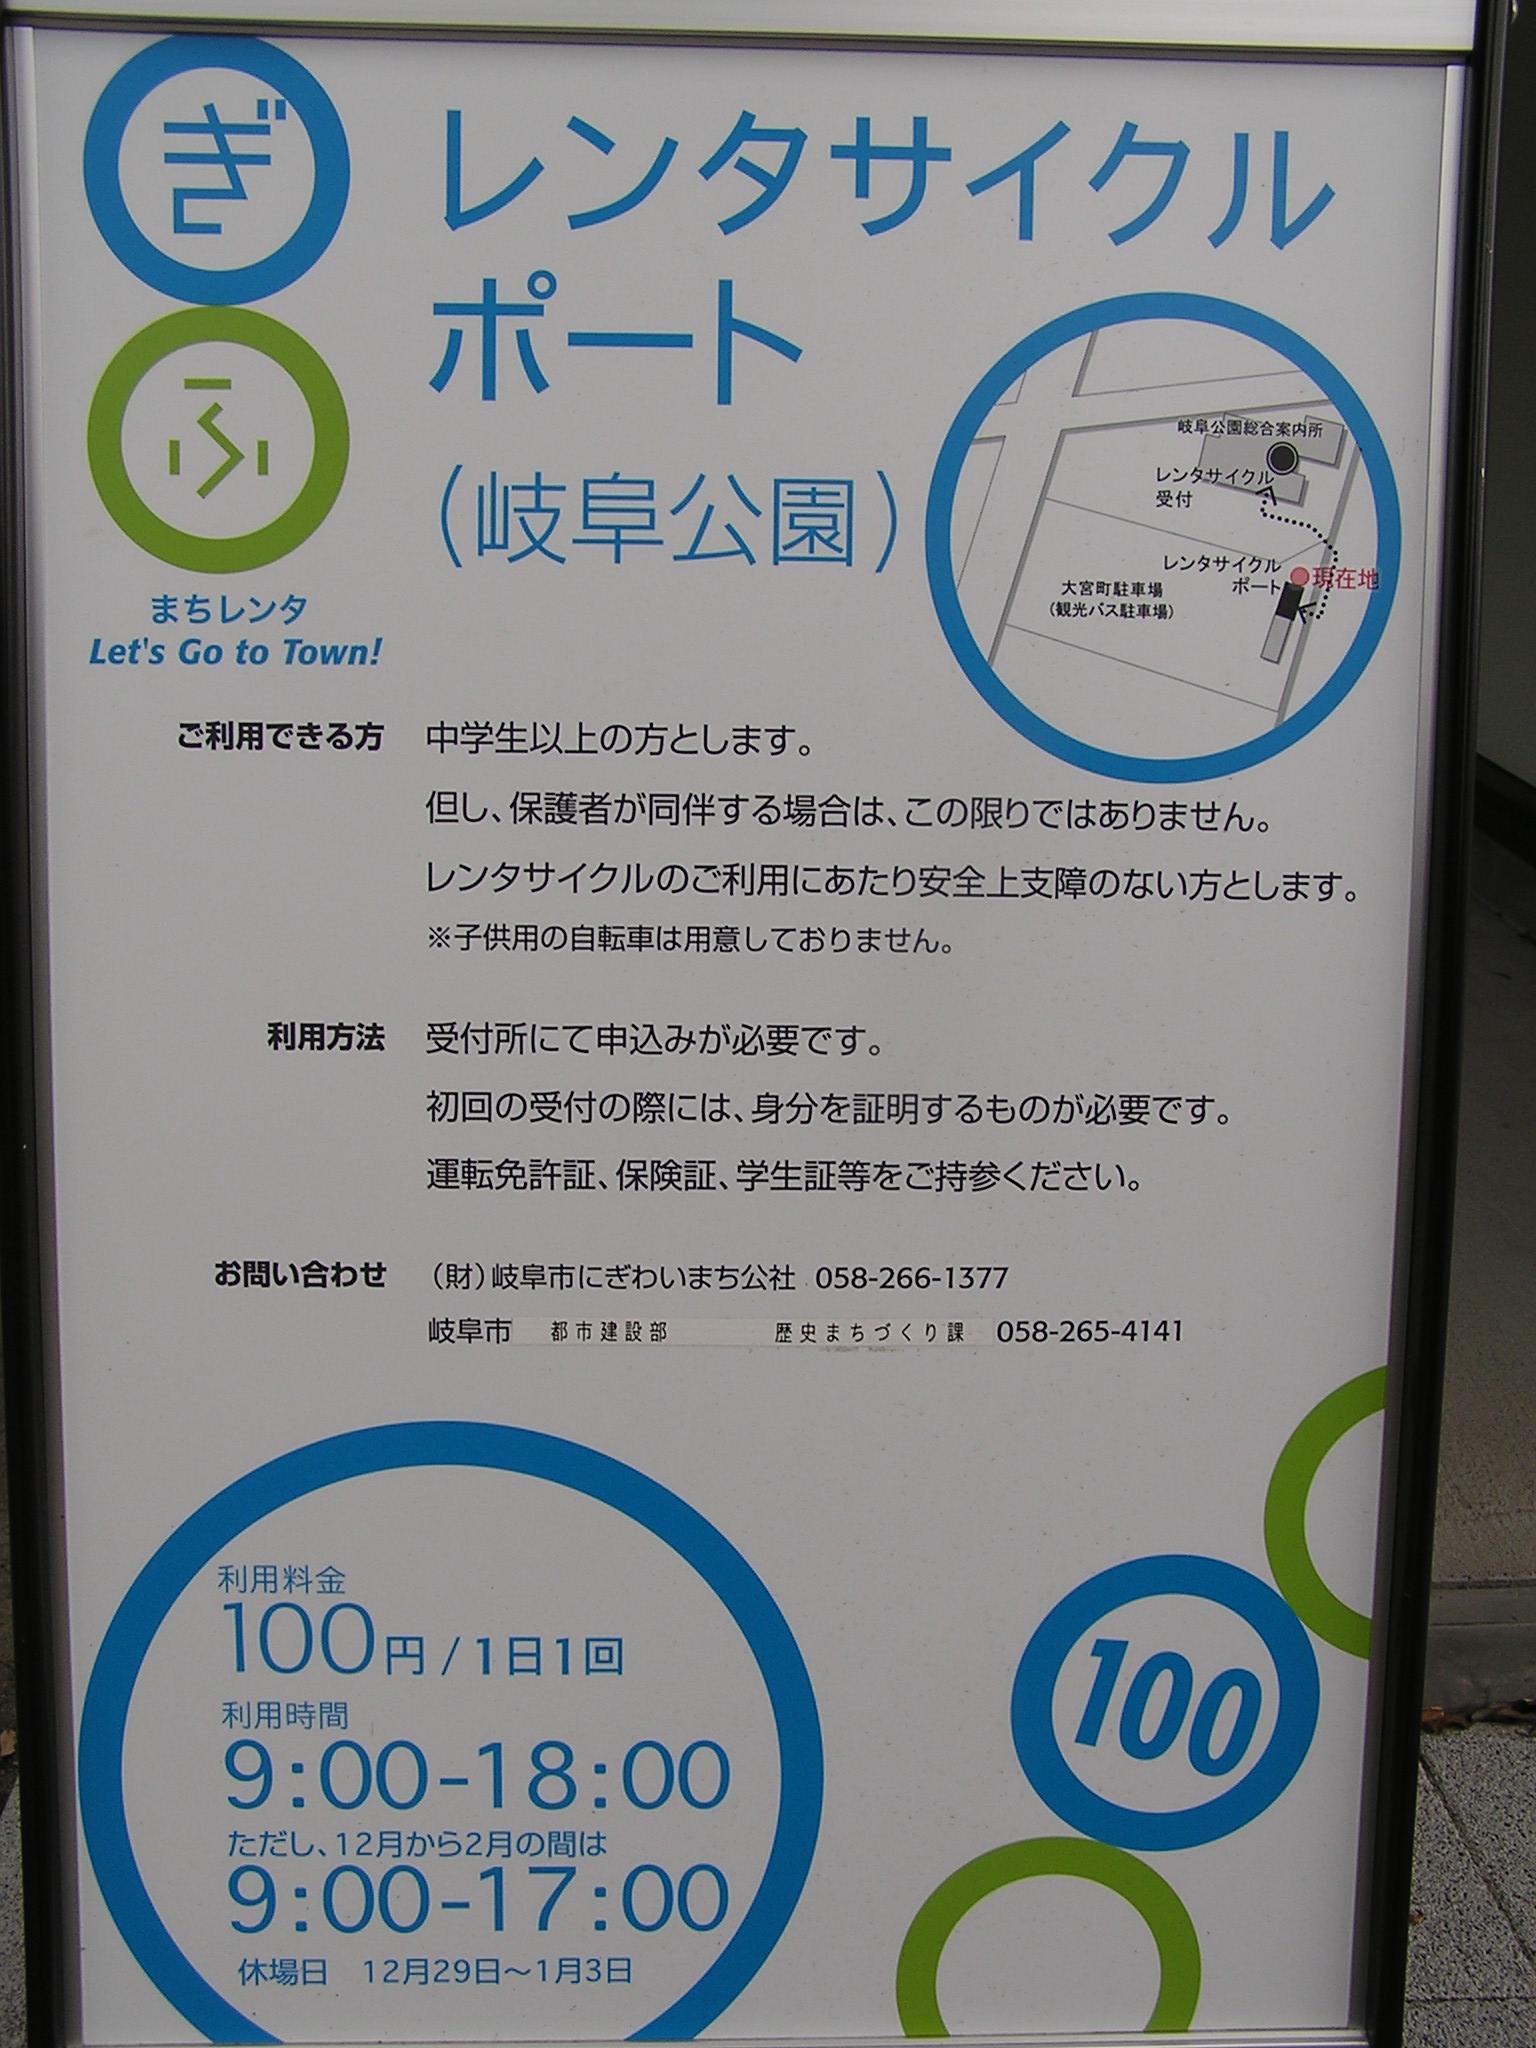 ぎ
ふ
まちレンタ
Let's Go to Town!
レンタサイクル
ポート
（岐阜公園）
岐阜公園総合案内所
レンタサイクル
受付
レンタサイクル
ポート
現在地
大宮町駐車場
(観光バス駐車場)
ご利用できる方 中学生以上の方とします。
但し、保護者が同伴する場合は、この限りではありません。
レンタサイクルのご利用にあたり安全上支障のない方とします。
※子供用の自転車は用意しておりません。
利用方法 受付所にて申込みが必要です。
初回の受付の際には、身分を証明するものが必要です。
運転免許証、保険証、学生証等をご持参ください。
お問い合わせ （財）岐阜市にぎわいまち公社 058-266-1377
岐阜市 都市建設部 歴史まちづくり課 058-265-4141
利用料金
100円 / 1日1回
利用時間
9:00-18:00
ただし、12月から2月の間は
9:00-17:00
休場日 12月29日～1月3日
100